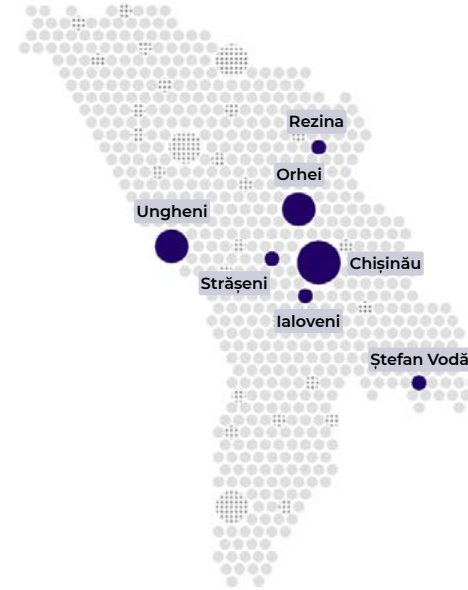 Rezina
Orhei
Ungheni
Chișinău
Strășeni
Ialoveni
Ștefan Vodă